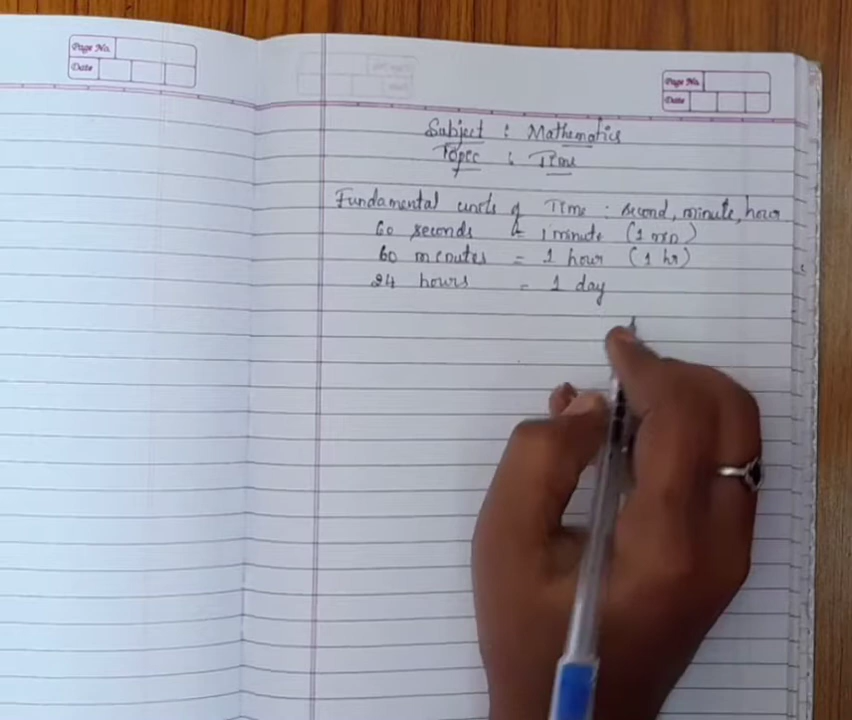 Page No.
Date
Page No.
Date
Subject : Mathematics
Topic : Time
Fundamental units of Time : second, minute, hour
60 seconds = 1 minute (1 min)
60 minutes = 1 hour (1 hr)
24 hours = 1 day